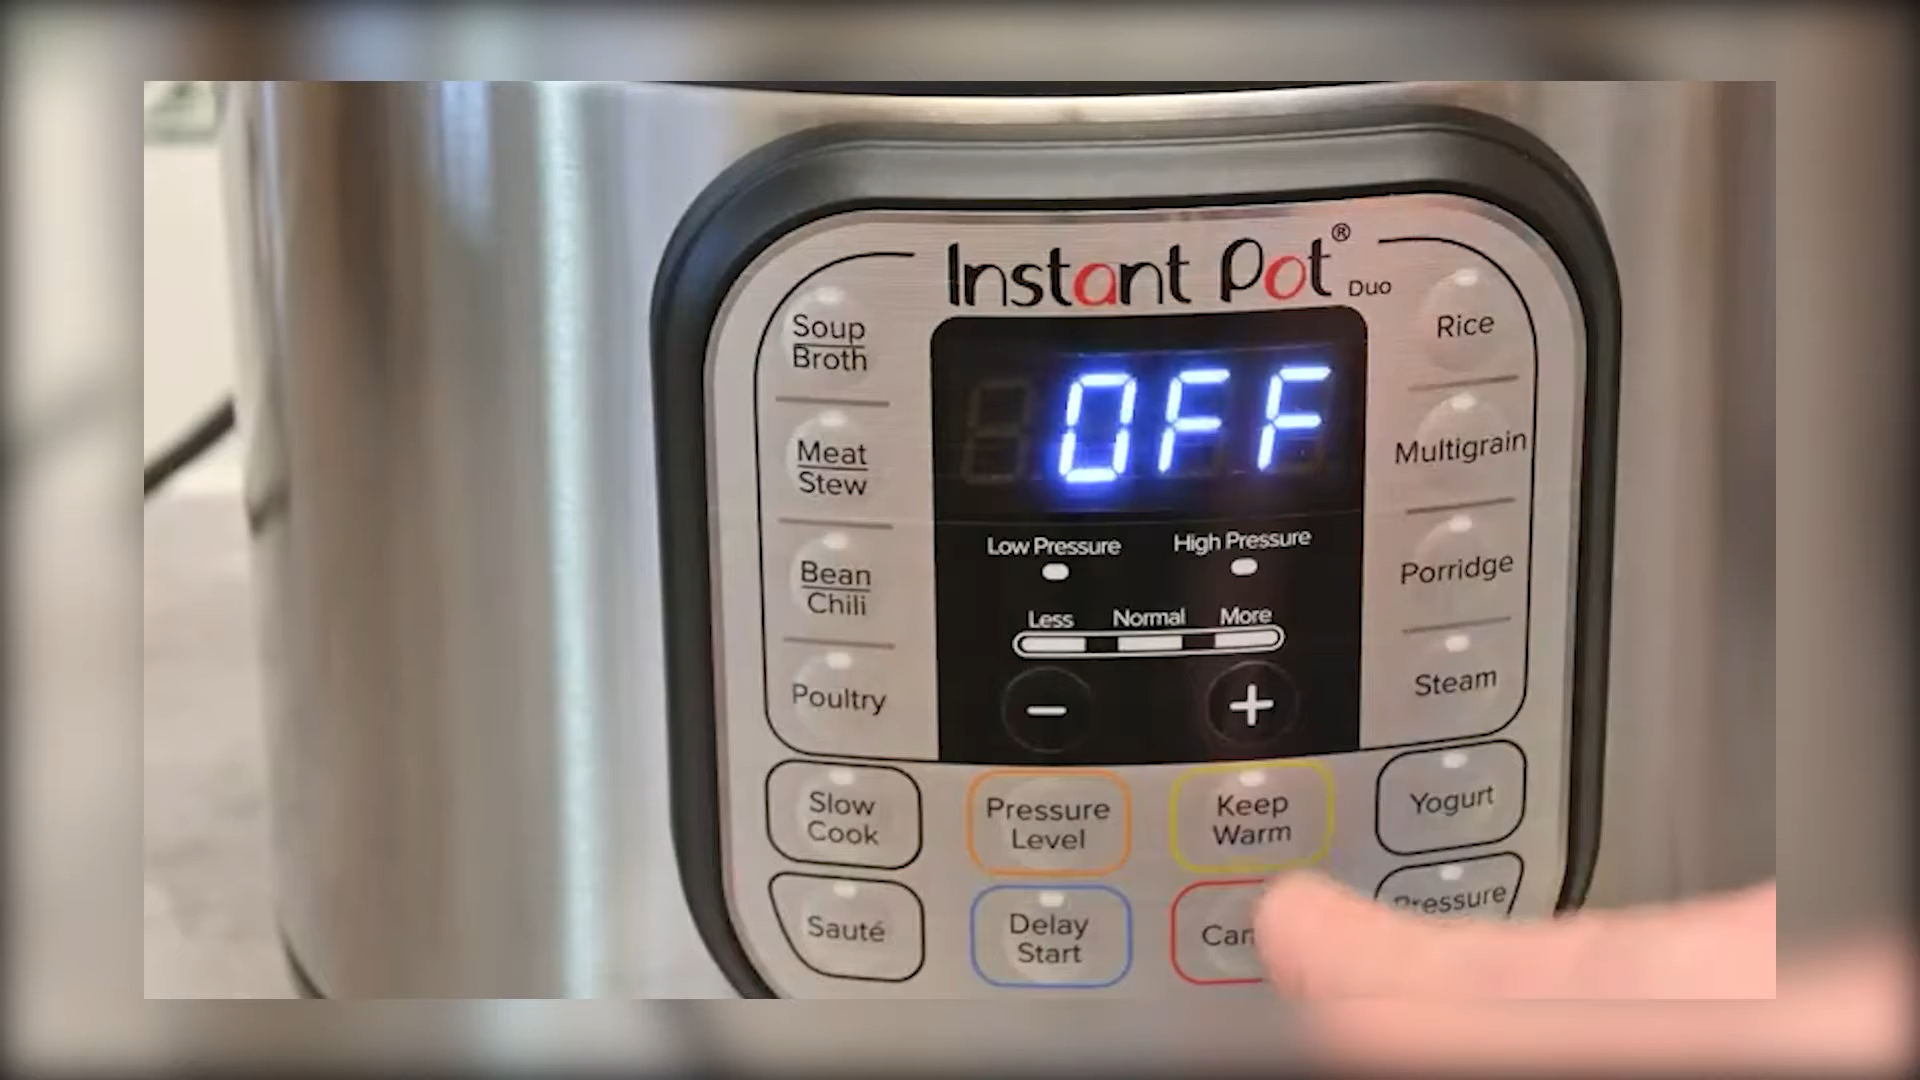 Instant Pot®
Duo
Soup
Broth
Meat
Stew
Bean
Chili
Poultry
OFF
Low Pressure
High Pressure
Less
Normal
More
−
+
Rice
Multigrain
Porridge
Steam
Slow
Cook
Pressure
Level
Keep
Warm
Yogurt
Sauté
Delay
Start
Pressure